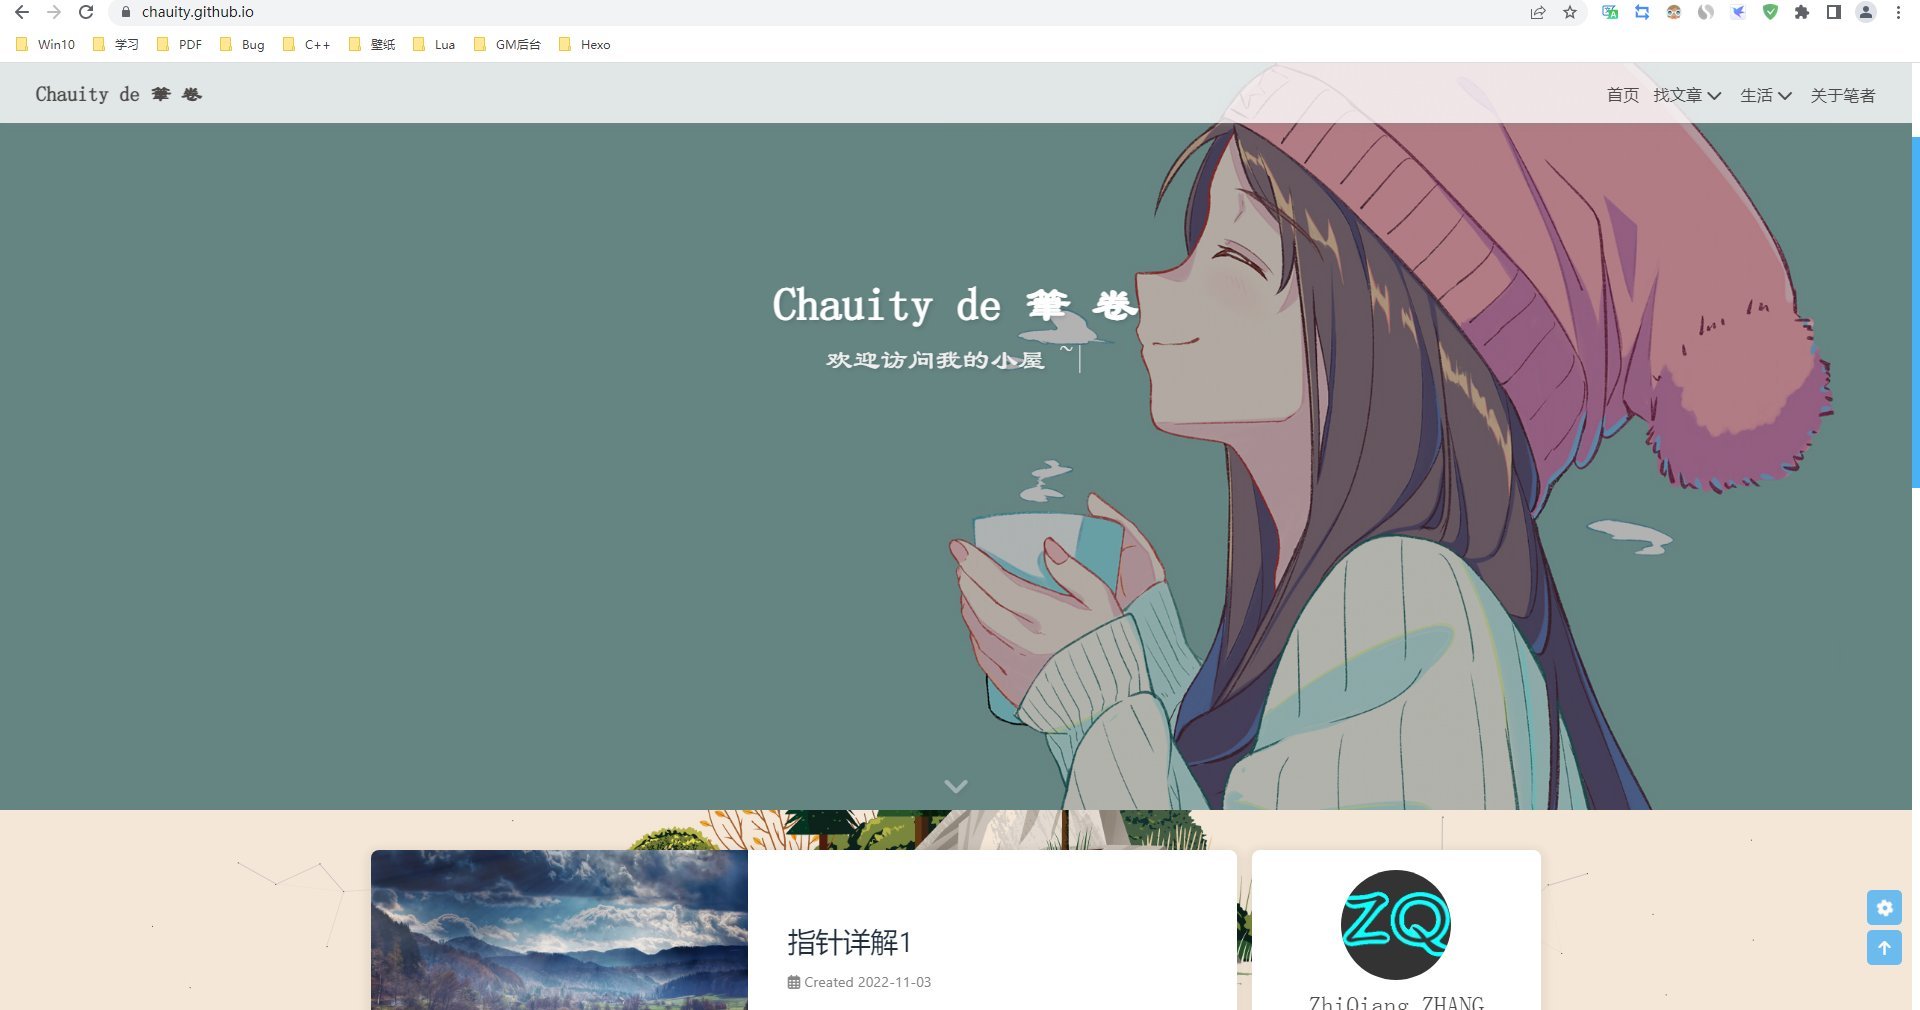 chauity.github.io
Win10 学习 PDF Bug C++ 壁纸 Lua GM后台 Hexo
Chauity de 筆 卷
首页 找文章 生活 关于笔者
Chauity de 筆 卷
欢迎访问我的小屋 ~|
指针详解1
Created 2022-11-03
ZQ
ZhiQiang ZHANG